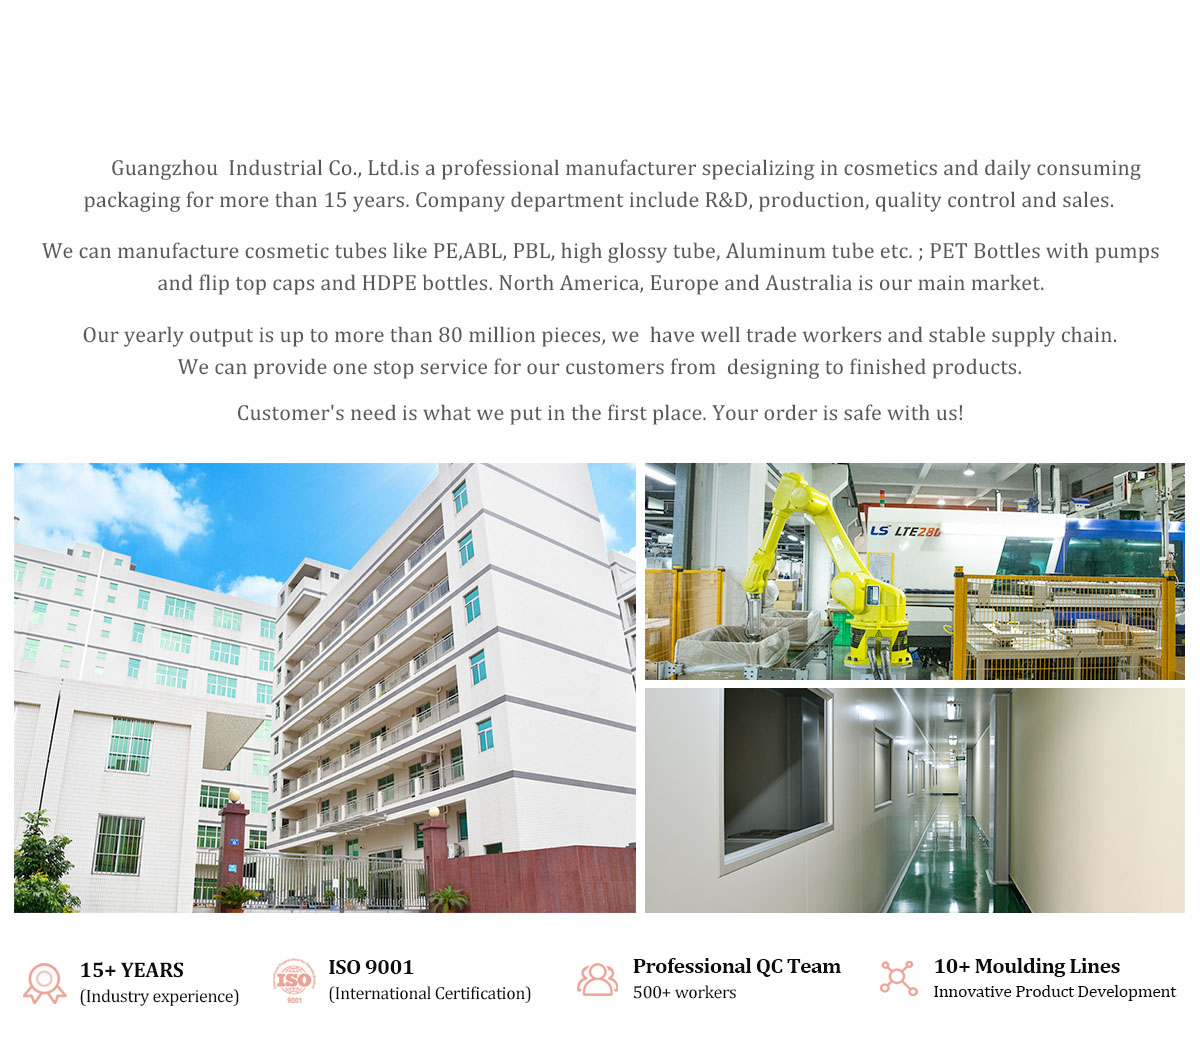 Guangzhou  Industrial Co., Ltd.is a professional manufacturer specializing in cosmetics and daily consuming
packaging for more than 15 years. Company department include R&D, production, quality control and sales.
We can manufacture cosmetic tubes like PE,ABL, PBL, high glossy tube, Aluminum tube etc. ; PET Bottles with pumps
and flip top caps and HDPE bottles. North America, Europe and Australia is our main market.
Our yearly output is up to more than 80 million pieces, we  have well trade workers and stable supply chain.
We can provide one stop service for our customers from  designing to finished products.
Customer's need is what we put in the first place. Your order is safe with us!
LS LTE280
15+ YEARS
(Industry experience)
ISO
9001
ISO 9001
(International Certification)
Professional QC Team
500+ workers
10+ Moulding Lines
Innovative Product Development